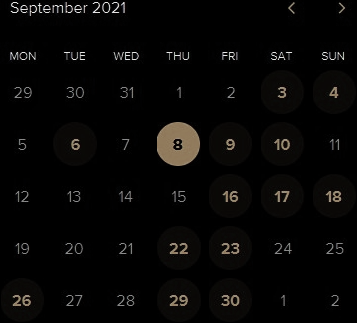 September 2021
MON TUE WED THU FRI SAT SUN
29 30 31 1 2 3 4
5 6 7 8 9 10 11
12 13 14 15 16 17 18
19 20 21 22 23 24 25
26 27 28 29 30 1 2